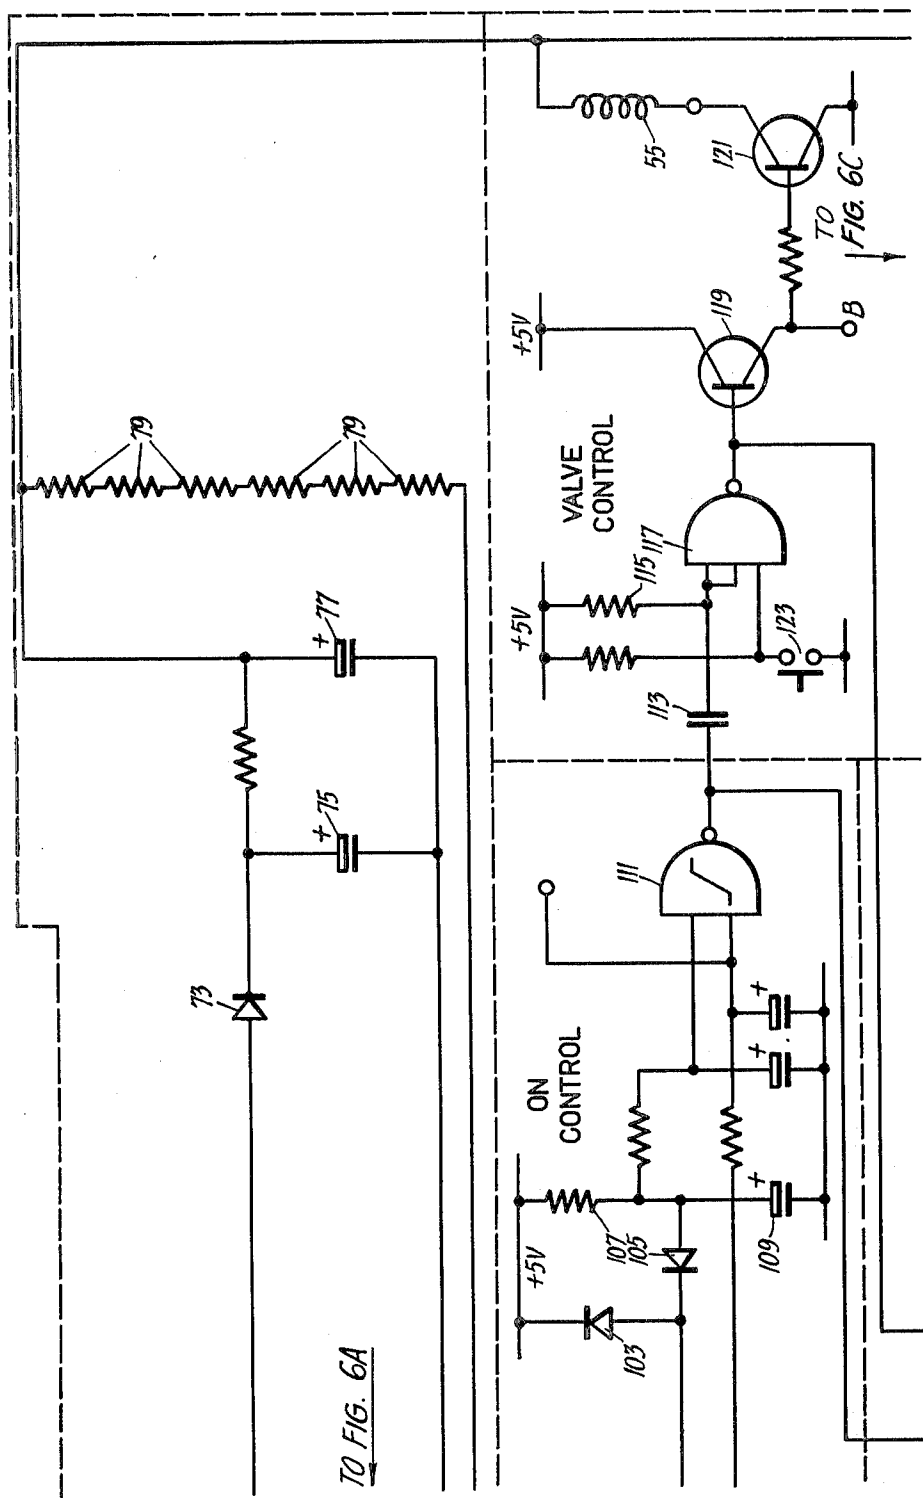 TO FIG. 6A
73
+ 75
+ 77
79
79
ON
CONTROL
+5V
103
107
105
109
+
+
+
111
113
VALVE
CONTROL
+5V
115
117
123
+5V
119
B
55
121
TO
FIG. 6C